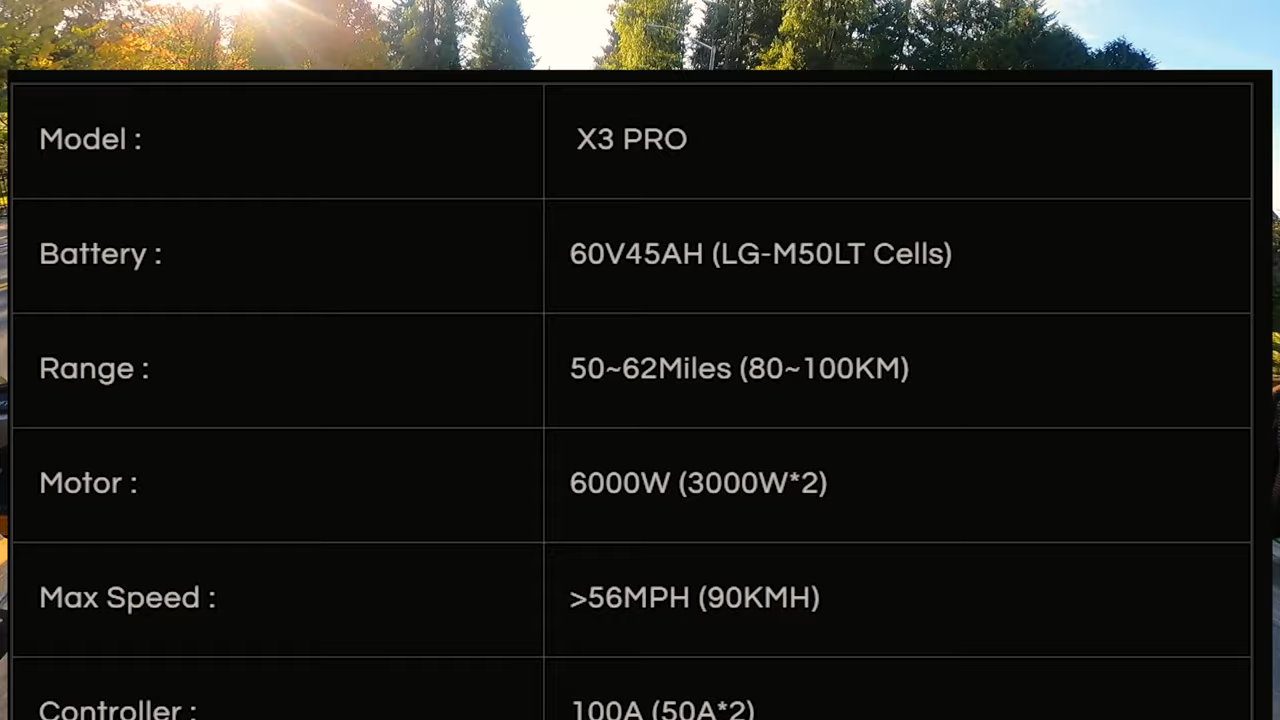 Model : X3 PRO
Battery : 60V45AH (LG-M50LT Cells)
Range : 50~62Miles (80~100KM)
Motor : 6000W (3000W*2)
Max Speed : >56MPH (90KMH)
Controller : 100A (50A*2)